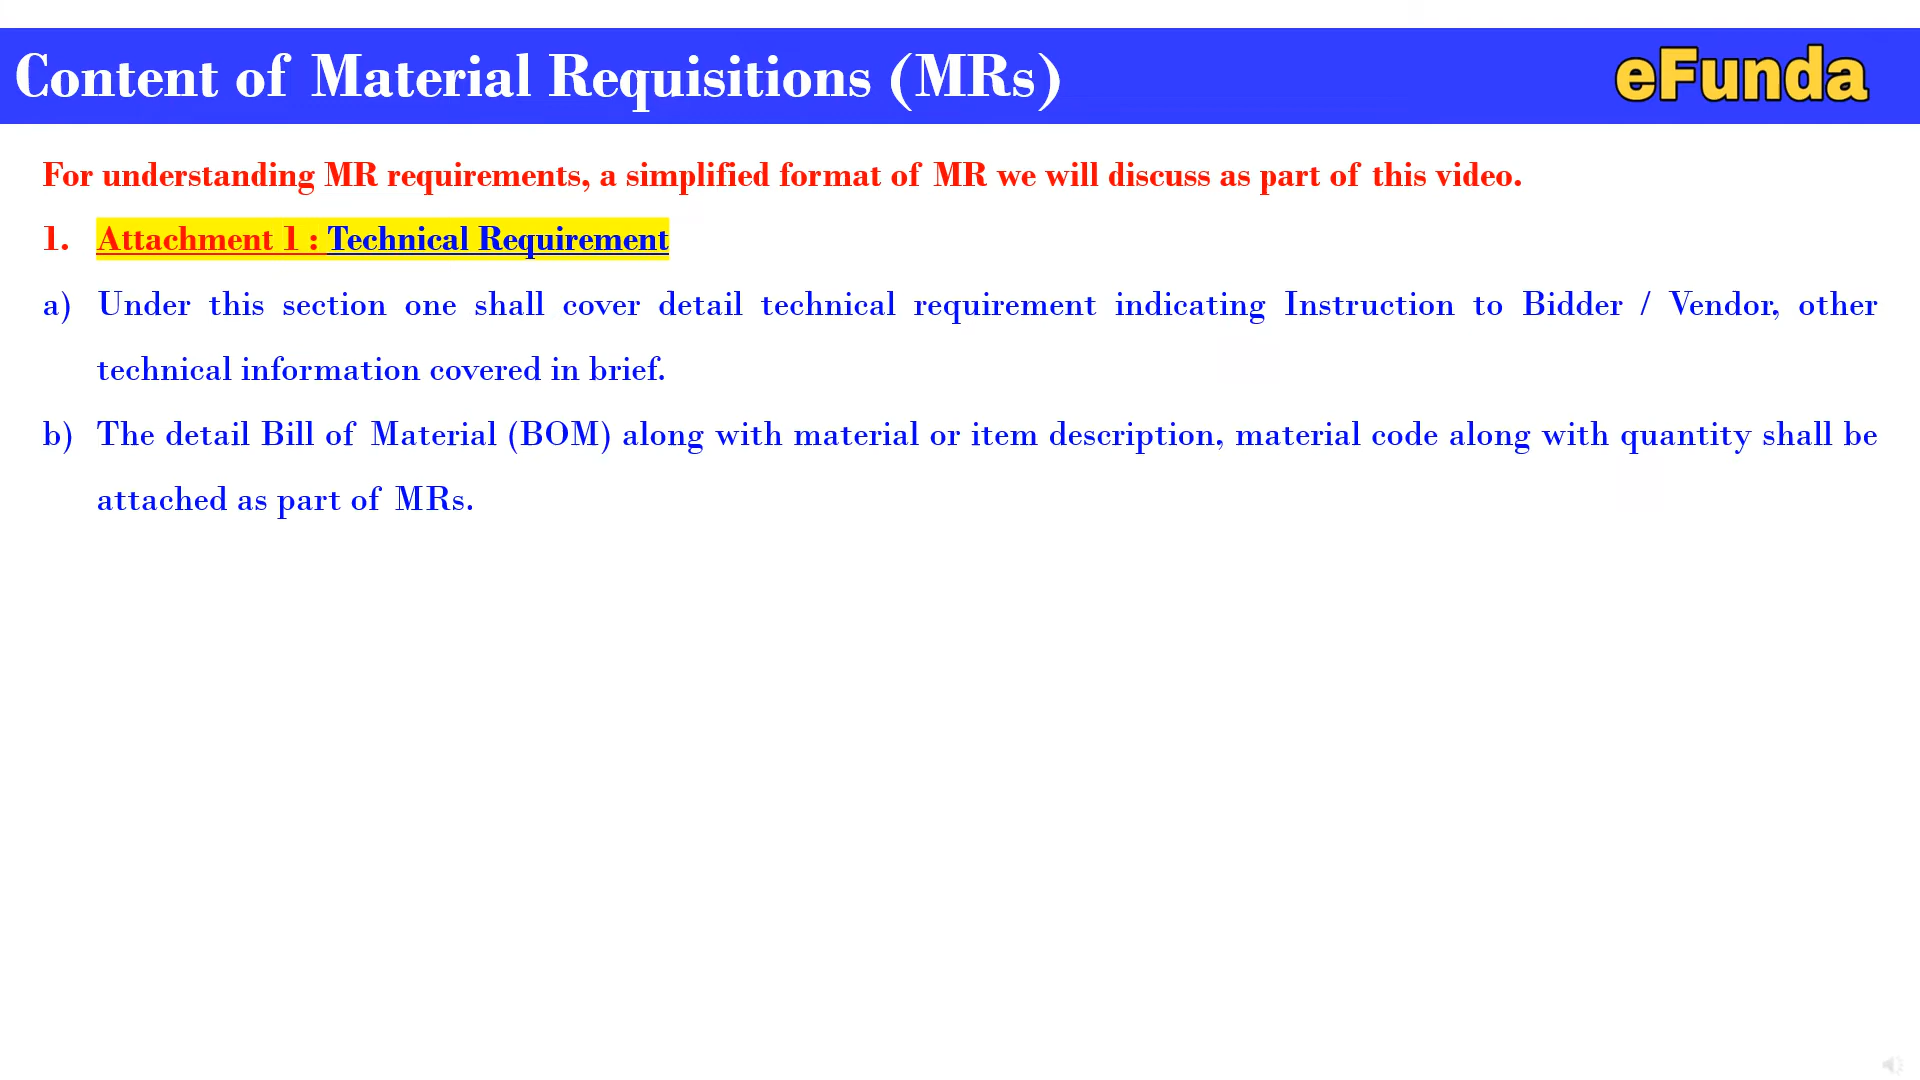 Content of Material Requisitions (MRs)
eFunda
For understanding MR requirements, a simplified format of MR we will discuss as part of this video.
1. Attachment 1 : Technical Requirement
a) Under this section one shall cover detail technical requirement indicating Instruction to Bidder / Vendor, other
technical information covered in brief.
b) The detail Bill of Material (BOM) along with material or item description, material code along with quantity shall be
attached as part of MRs.